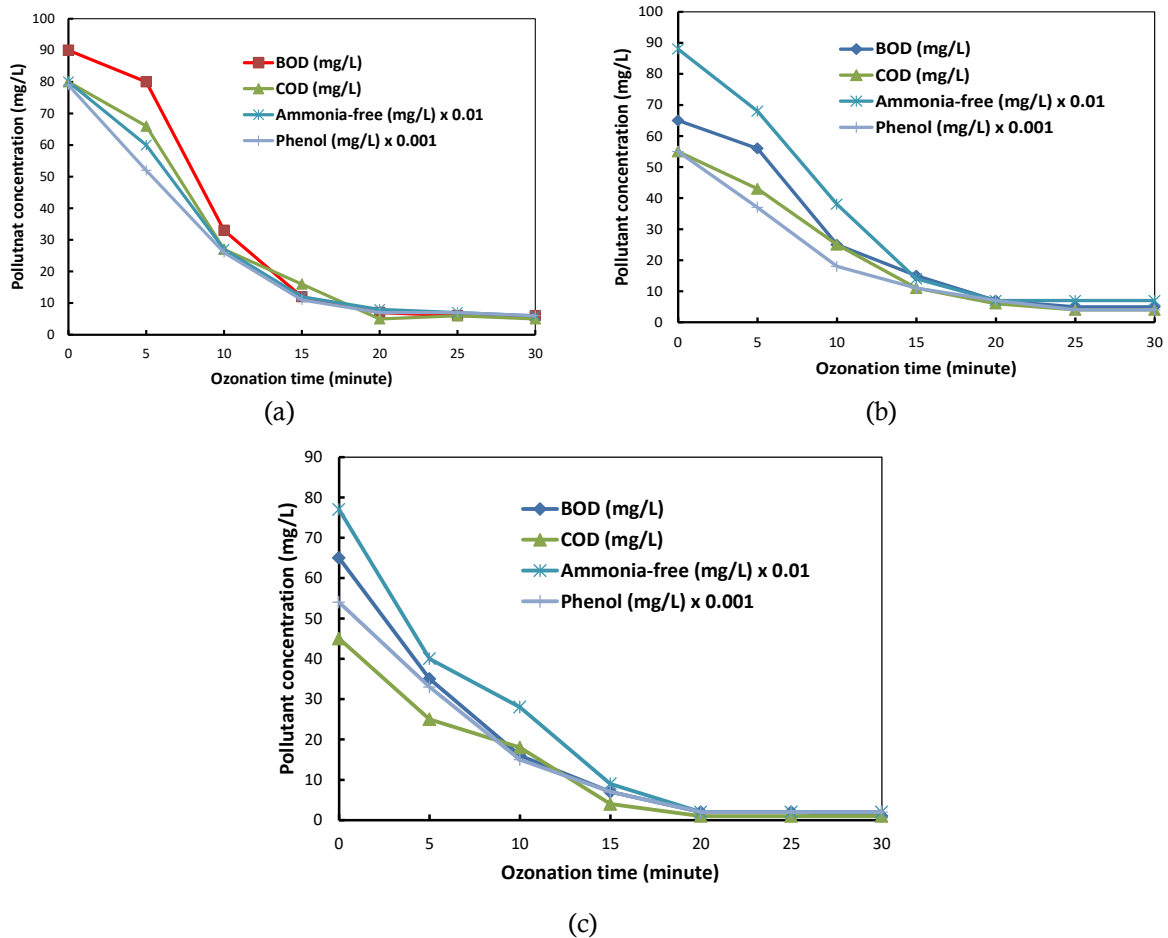 100
90
80
70
60
50
40
30
20
10
0
Pollutnat concentration (mg/L)
BOD (mg/L)
COD (mg/L)
Ammonia-free (mg/L) x 0.01
Phenol (mg/L) x 0.001
0 5 10 15 20 25 30
Ozonation time (minute)
(a)
100
90
80
70
60
50
40
30
20
10
0
Pollutant concentration (mg/L)
BOD (mg/L)
COD (mg/L)
Ammonia-free (mg/L) x 0.01
Phenol (mg/L) x 0.001
0 5 10 15 20 25 30
Ozonation time (minute)
(b)
90
80
70
60
50
40
30
20
10
0
Pollutant concentration (mg/L)
BOD (mg/L)
COD (mg/L)
Ammonia-free (mg/L) x 0.01
Phenol (mg/L) x 0.001
0 5 10 15 20 25 30
Ozonation time (minute)
(c)